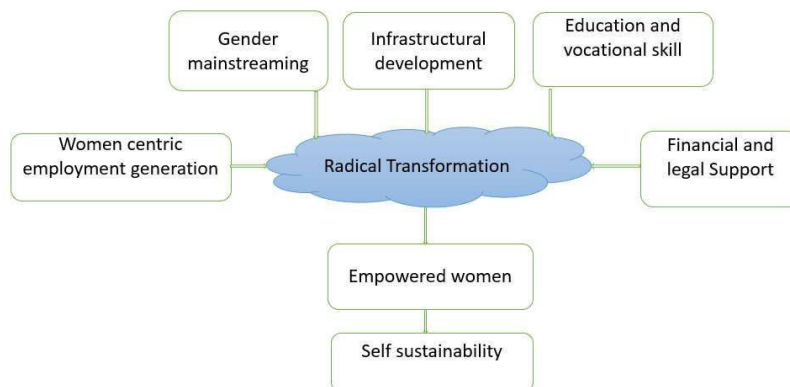 Gender
mainstreaming
Infrastructural
development
Education and
vocational skill
Women centric
employment generation
Radical Transformation
Financial and
legal Support
Empowered women
Self sustainability